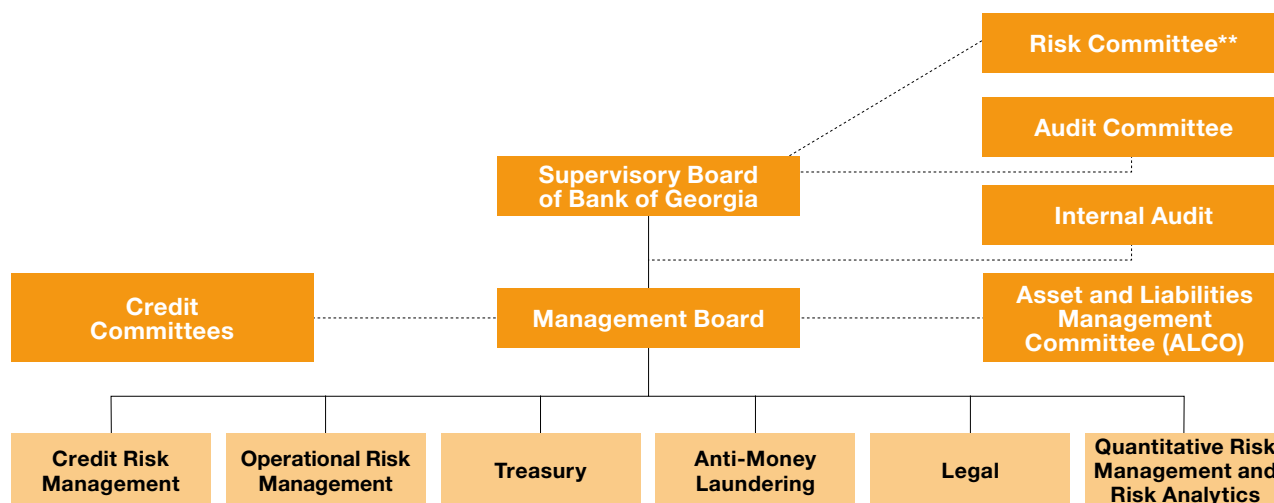 Risk Committee**
Audit Committee
Supervisory Board
of Bank of Georgia
Internal Audit
Credit
Committees
Management Board
Asset and Liabilities
Management
Committee (ALCO)
Credit Risk
Management
Operational Risk
Management
Treasury
Anti-Money
Laundering
Legal
Quantitative Risk
Management and
Risk Analytics